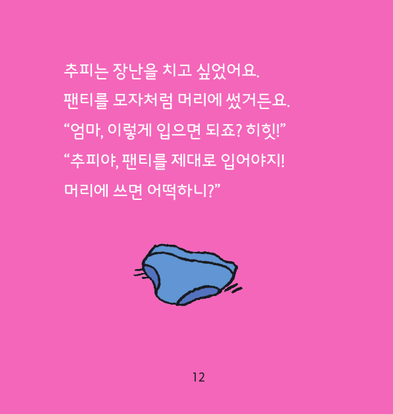 추피는 장난을 치고 싶었어요.
팬티를 모자처럼 머리에 썼거든요.
“엄마, 이렇게 입으면 되죠? 히힛!”
“추피야, 팬티를 제대로 입어야지!
머리에 쓰면 어떡하니?”
12